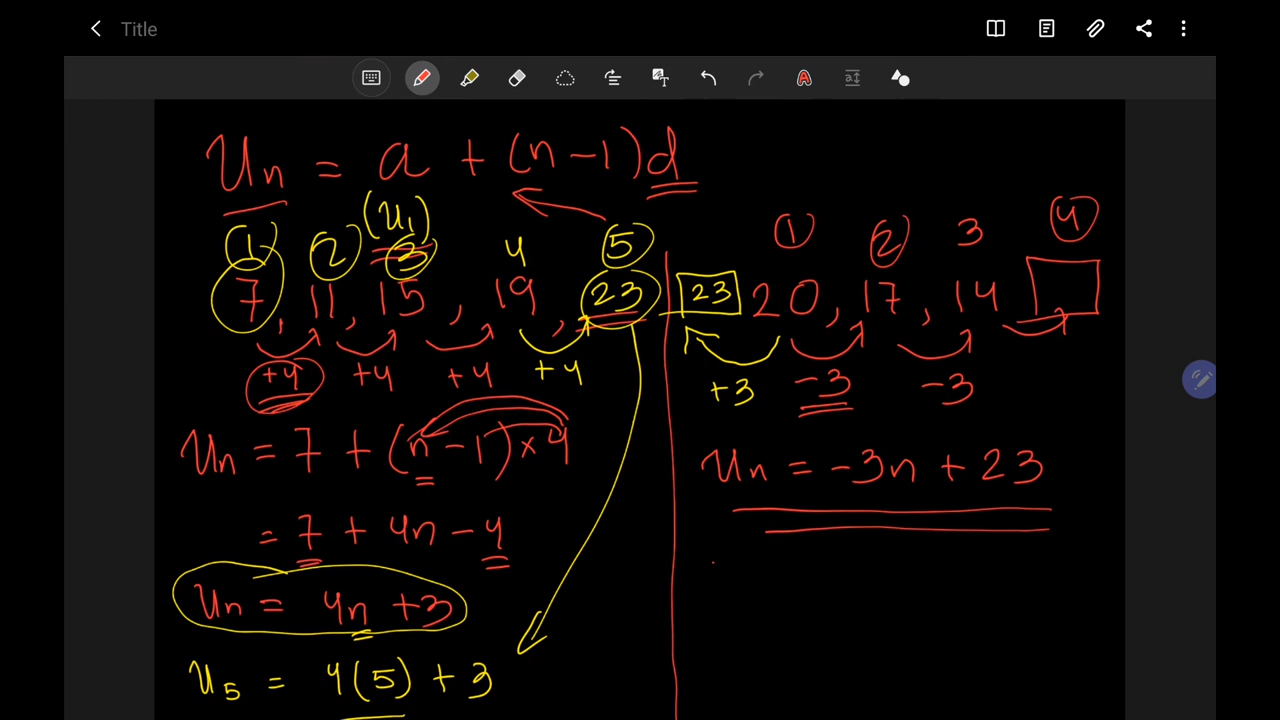 Title
Un = a + (n-1)d
(u1)
1 2 3 4 5
7, 11, 15, 19, 23
+4 +4 +4 +4
Un = 7 + (n-1)×4
= 7 + 4n - 4
Un = 4n + 3
u5 = 4(5) + 3
1 2 3 4
23 20, 17, 14
+3 -3 -3
Un = -3n + 23